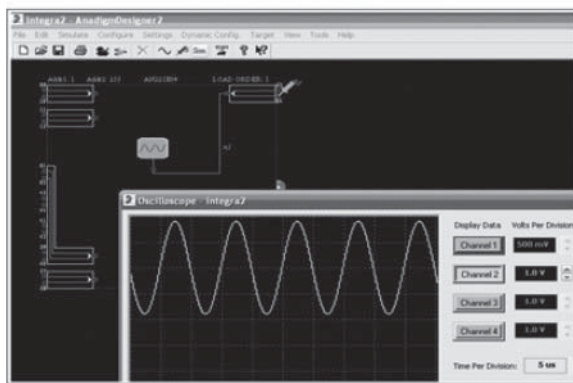 Integra2 - AnadigmDesigner2
File Edit Simulate Configure Settings Dynamic Config. Target View Tools Help
Oscilloscope - Integra2
Display Data Volts Per Division
Channel 1 500 mV
Channel 2 1.0 V
Channel 3 1.0 V
Channel 4 1.0 V
Time Per Division: 5 us